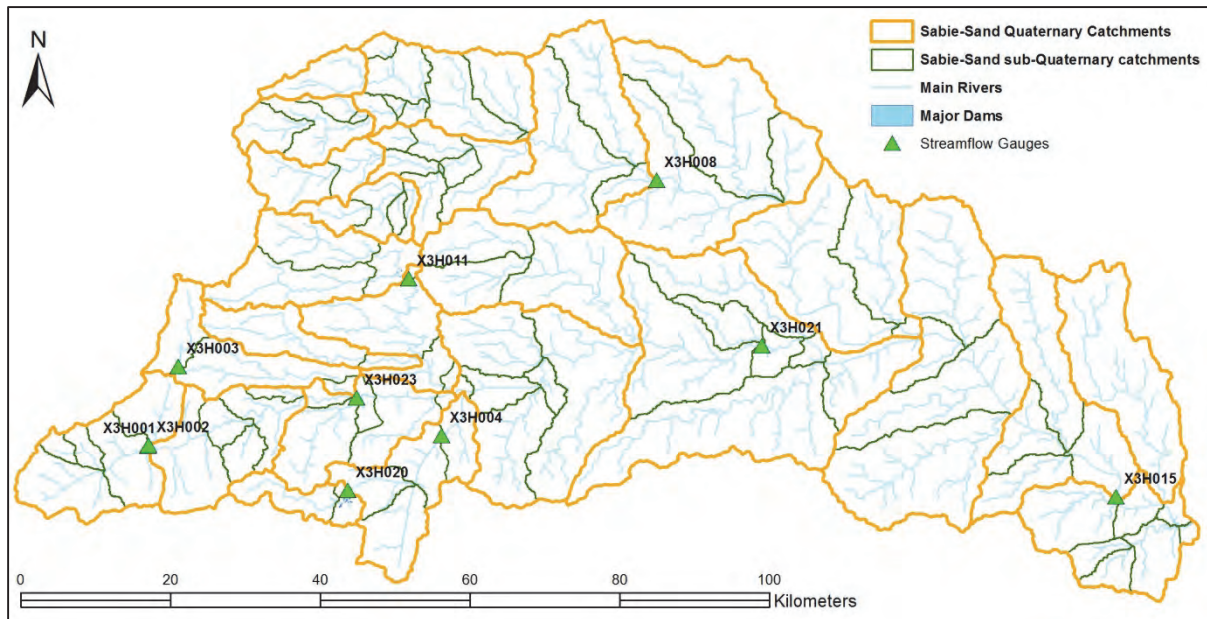 N
Sabie-Sand Quaternary Catchments
Sabie-Sand sub-Quaternary catchments
Main Rivers
Major Dams
Streamflow Gauges
X3H008
X3H011
X3H021
X3H003
X3H023
X3H004
X3H001 X3H002
X3H020
X3H015
0 20 40 60 80 100
Kilometers